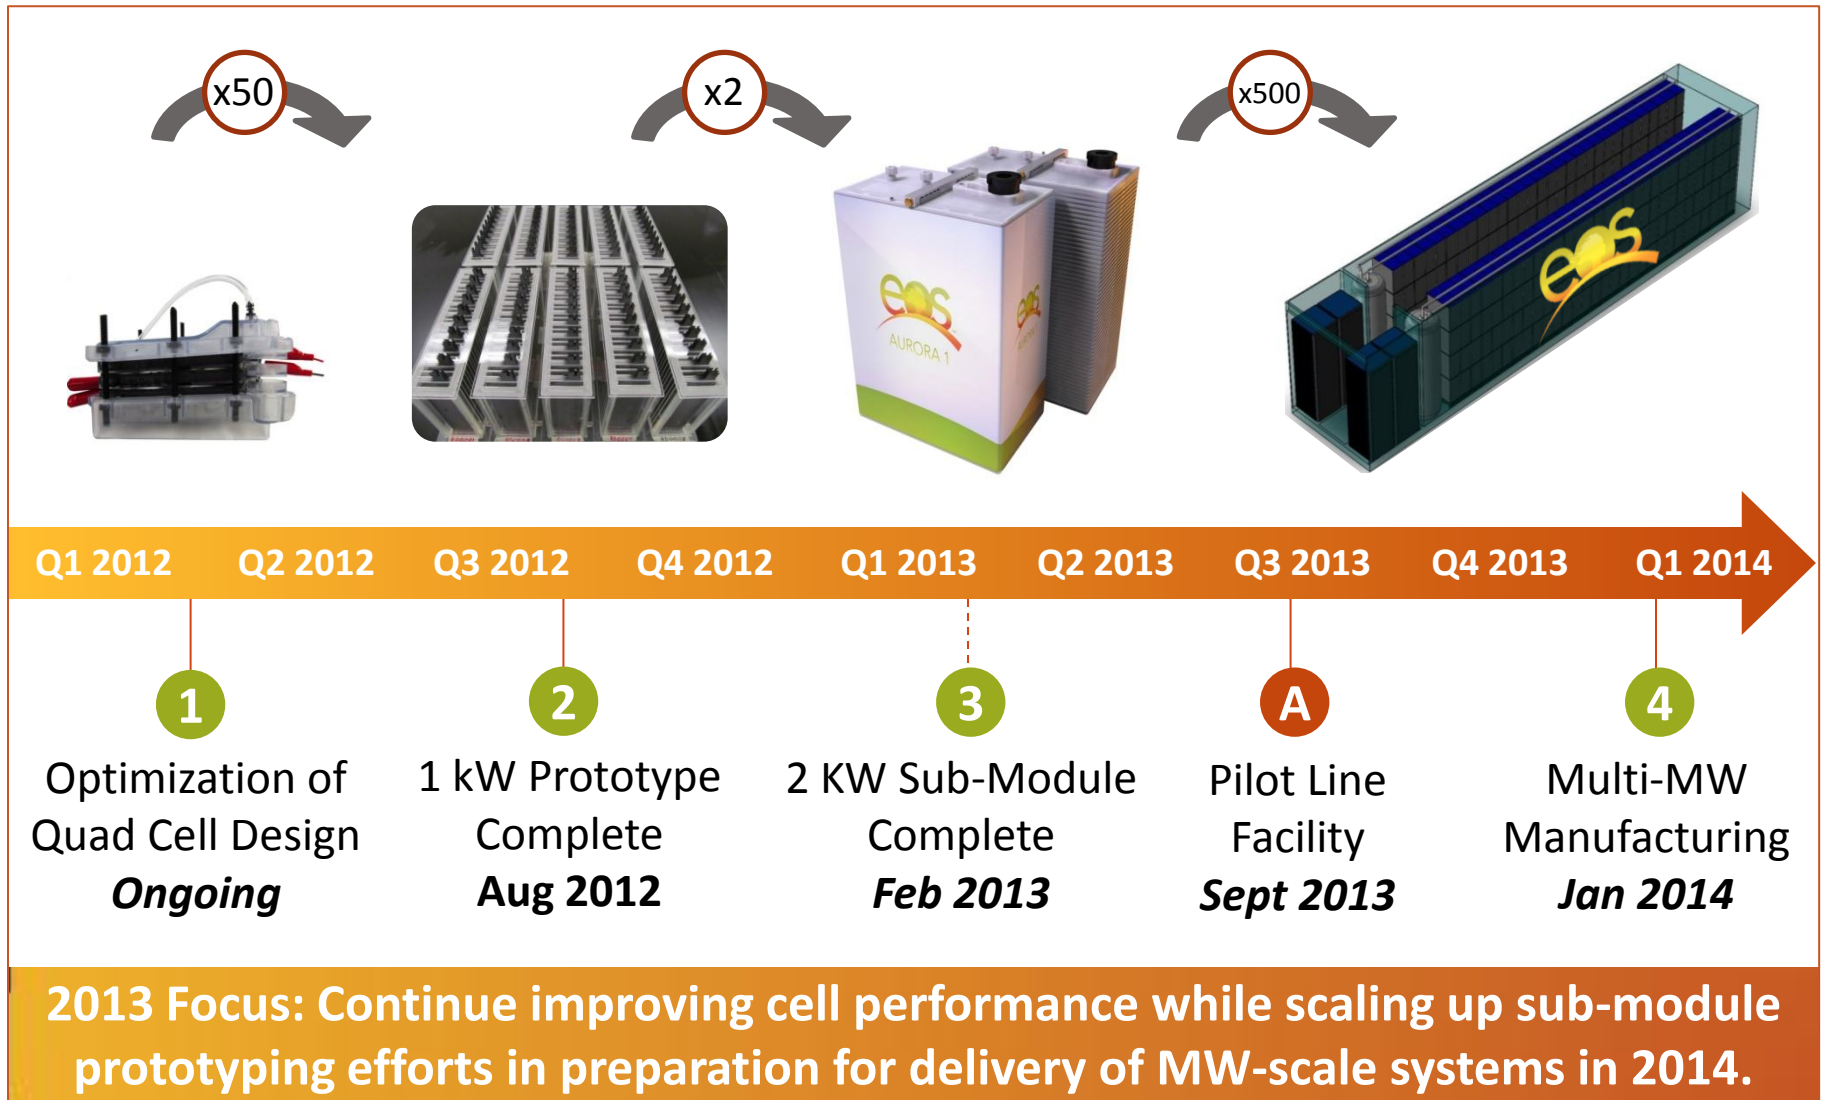 x50
x2
x500
eos
AURORA 1
eos
eos
Q1 2012
Q2 2012
Q3 2012
Q4 2012
Q1 2013
Q2 2013
Q3 2013
Q4 2013
Q1 2014
1
Optimization of
Quad Cell Design
Ongoing
2
1 kW Prototype
Complete
Aug 2012
3
2 KW Sub-Module
Complete
Feb 2013
A
Pilot Line
Facility
Sept 2013
4
Multi-MW
Manufacturing
Jan 2014
2013 Focus: Continue improving cell performance while scaling up sub-module
prototyping efforts in preparation for delivery of MW-scale systems in 2014.